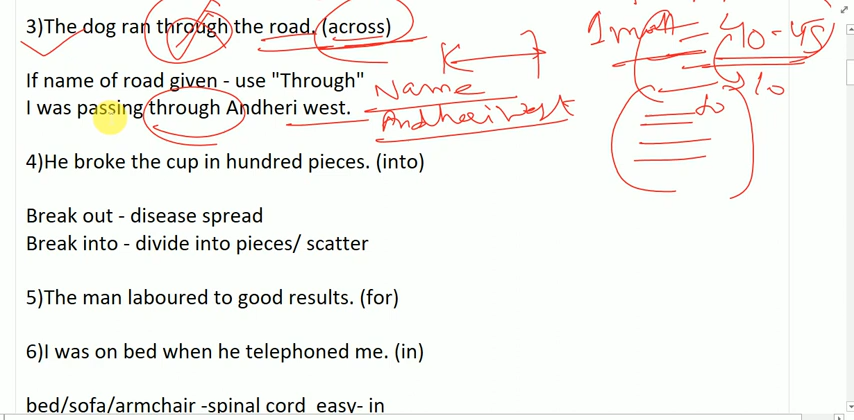 3)The dog ran through the road. (across)
If name of road given - use "Through"
I was passing through Andheri west.
Name
Andheri west
40-45
10
4)He broke the cup in hundred pieces. (into)
Break out - disease spread
Break into - divide into pieces/ scatter
5)The man laboured to good results. (for)
6)I was on bed when he telephoned me. (in)
bed/sofa/armchair -spinal cord easy- in